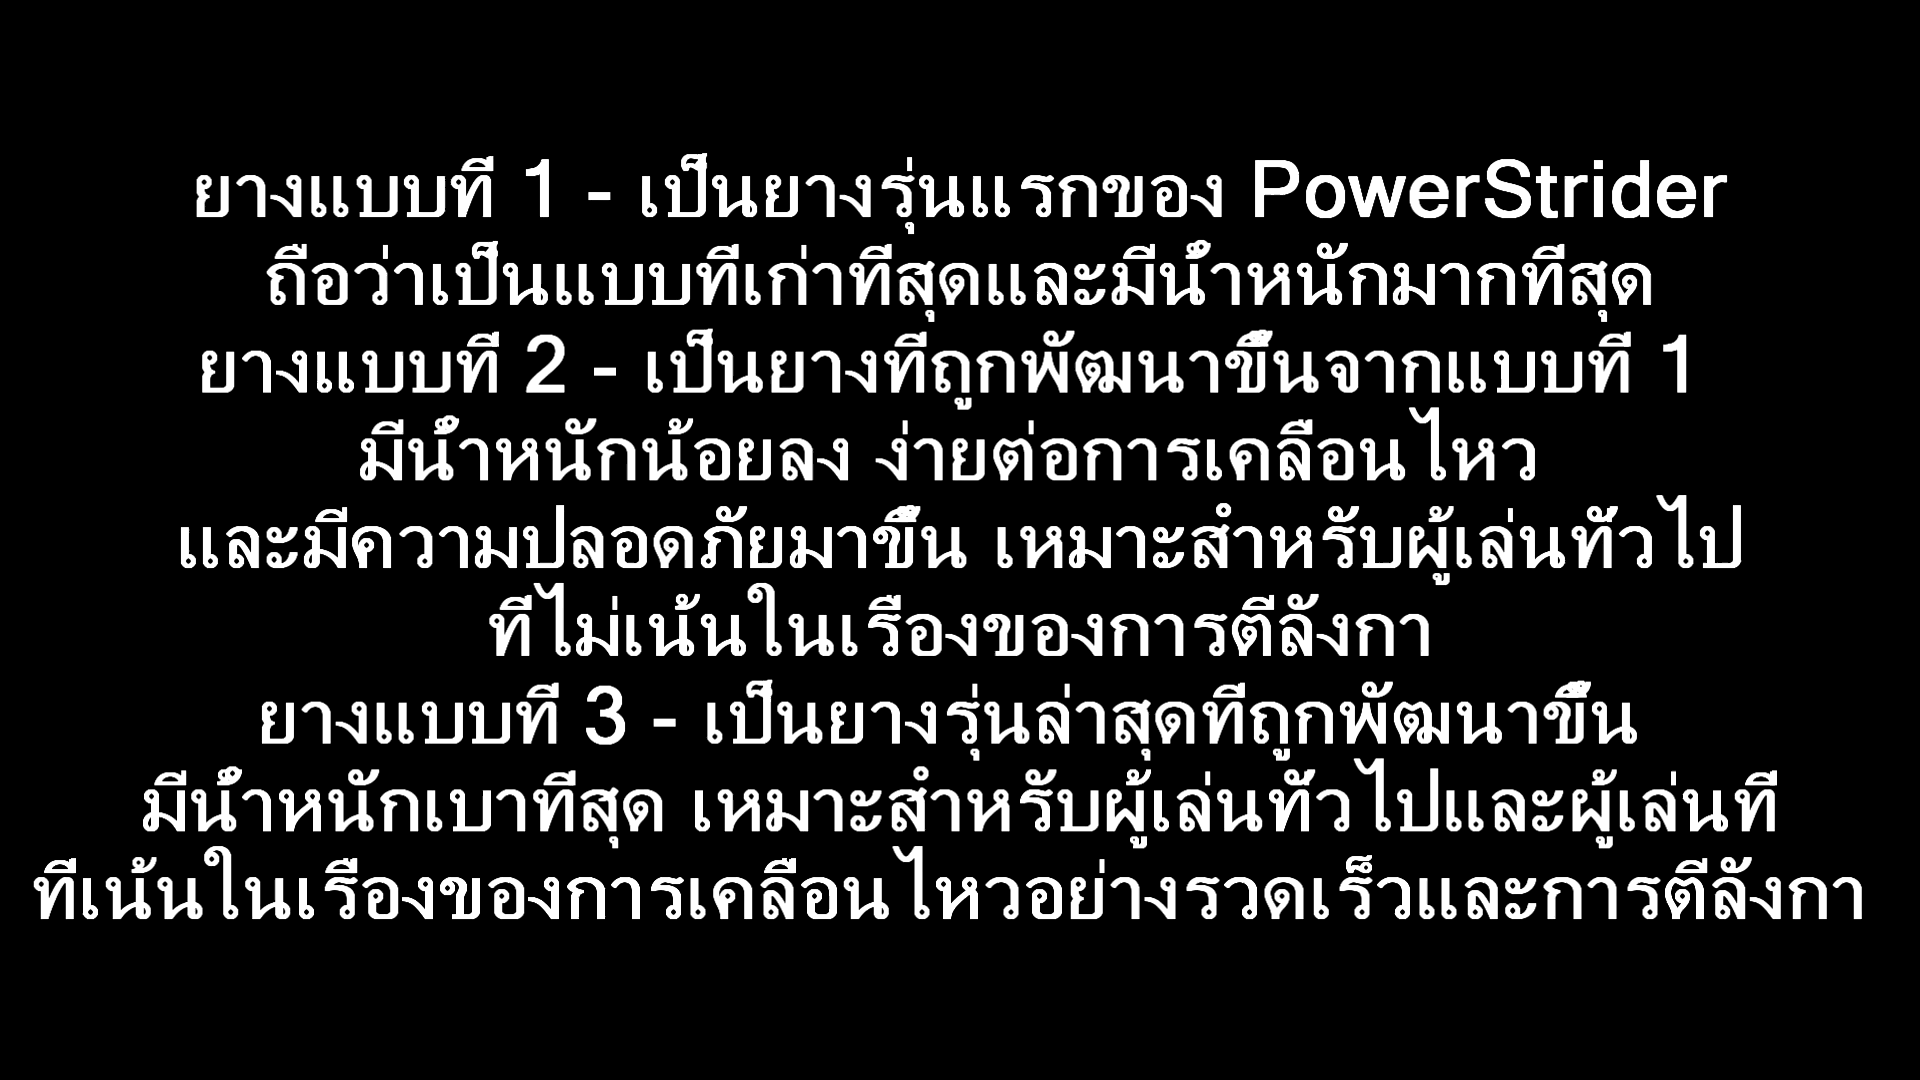 ยางแบบที่ 1 - เป็นยางรุ่นแรกของ PowerStrider
ถือว่าเป็นแบบที่เก่าที่สุดและมีน้ำหนักมากที่สุด
ยางแบบที่ 2 - เป็นยางที่ถูกพัฒนาขึ้นจากแบบที่ 1
มีน้ำหนักน้อยลง ง่ายต่อการเคลื่อนไหว
และมีความปลอดภัยมาขึ้น เหมาะสำหรับผู้เล่นทั่วไป
ที่ไม่เน้นในเรื่องของการตีลังกา
ยางแบบที่ 3 - เป็นยางรุ่นล่าสุดที่ถูกพัฒนาขึ้น
มีน้ำหนักเบาที่สุด เหมาะสำหรับผู้เล่นทั่วไปและผู้เล่นที่
ที่เน้นในเรื่องของการเคลื่อนไหวอย่างรวดเร็วและการตีลังกา